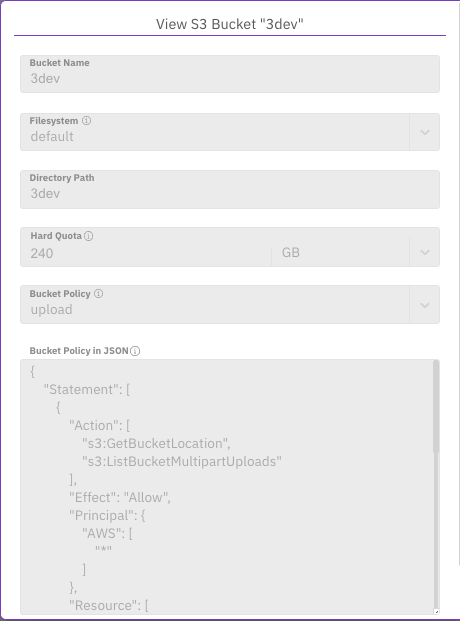 View S3 Bucket "3dev"
Bucket Name
3dev
Filesystem
default
Directory Path
3dev
Hard Quota
240 GB
Bucket Policy
upload
Bucket Policy in JSON
{
"Statement": [
{
"Action": [
"s3:GetBucketLocation",
"s3:ListBucketMultipartUploads"
],
"Effect": "Allow",
"Principal": {
"AWS": [
"*"
]
},
"Resource": [